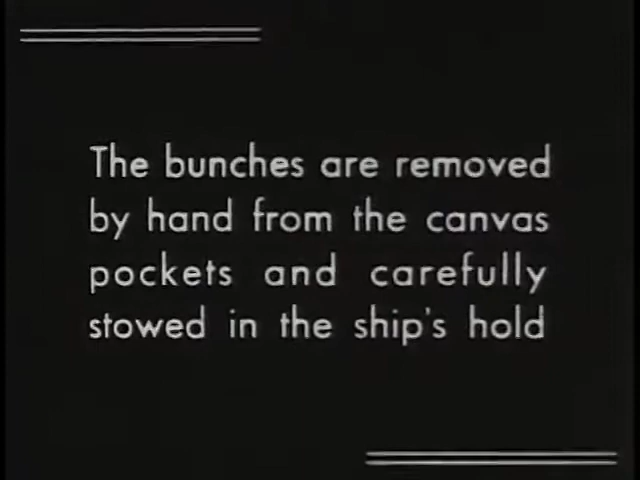 The bunches are removed
by hand from the canvas
pockets and carefully
stowed in the ship's hold